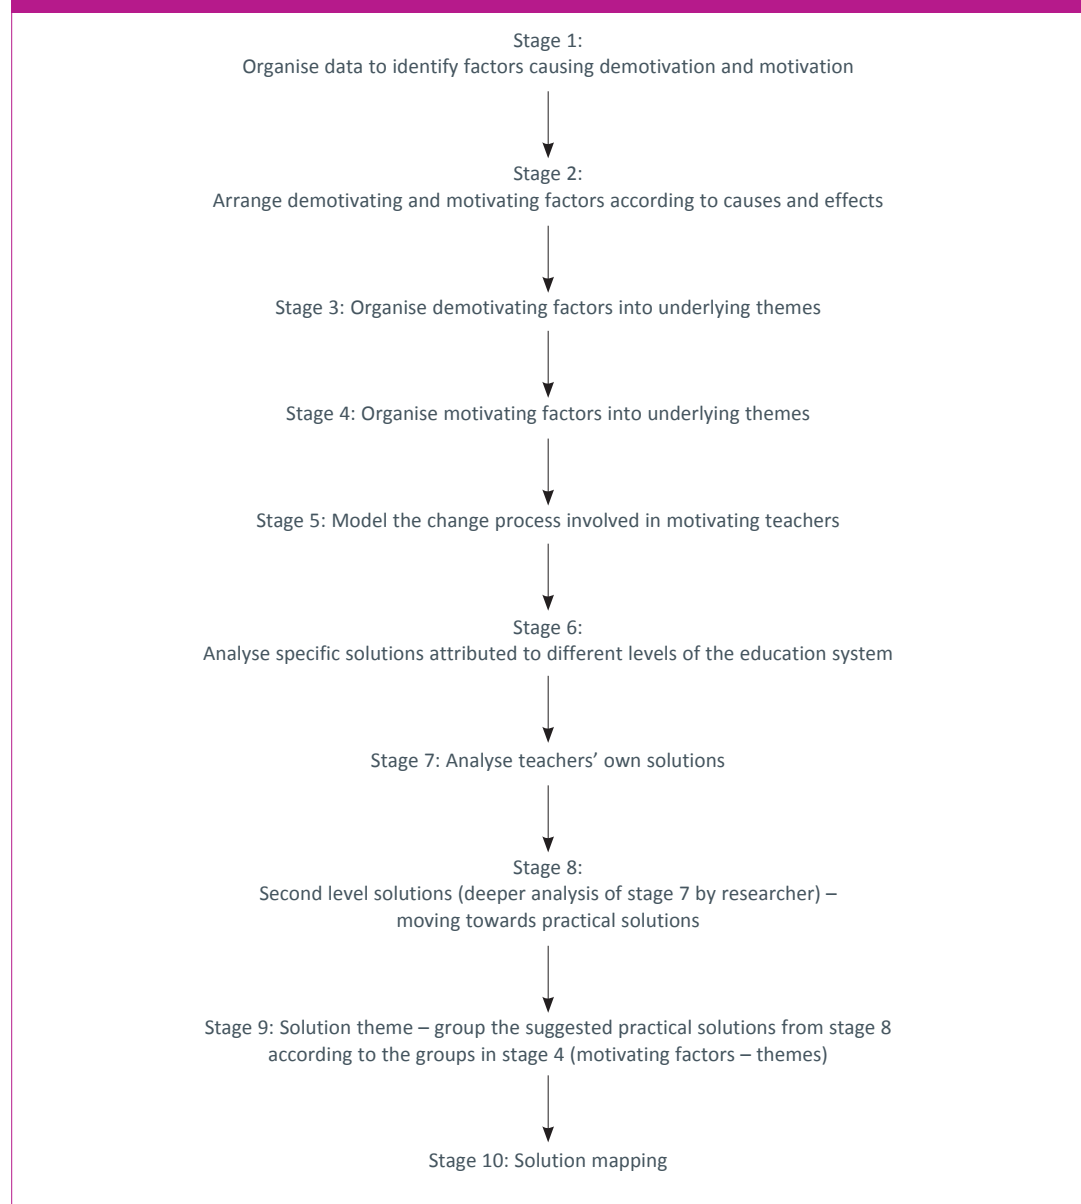 Stage 1:
Organise data to identify factors causing demotivation and motivation
Stage 2:
Arrange demotivating and motivating factors according to causes and effects
Stage 3: Organise demotivating factors into underlying themes
Stage 4: Organise motivating factors into underlying themes
Stage 5: Model the change process involved in motivating teachers
Stage 6:
Analyse specific solutions attributed to different levels of the education system
Stage 7: Analyse teachers’ own solutions
Stage 8:
Second level solutions (deeper analysis of stage 7 by researcher) –
moving towards practical solutions
Stage 9: Solution theme – group the suggested practical solutions from stage 8
according to the groups in stage 4 (motivating factors – themes)
Stage 10: Solution mapping